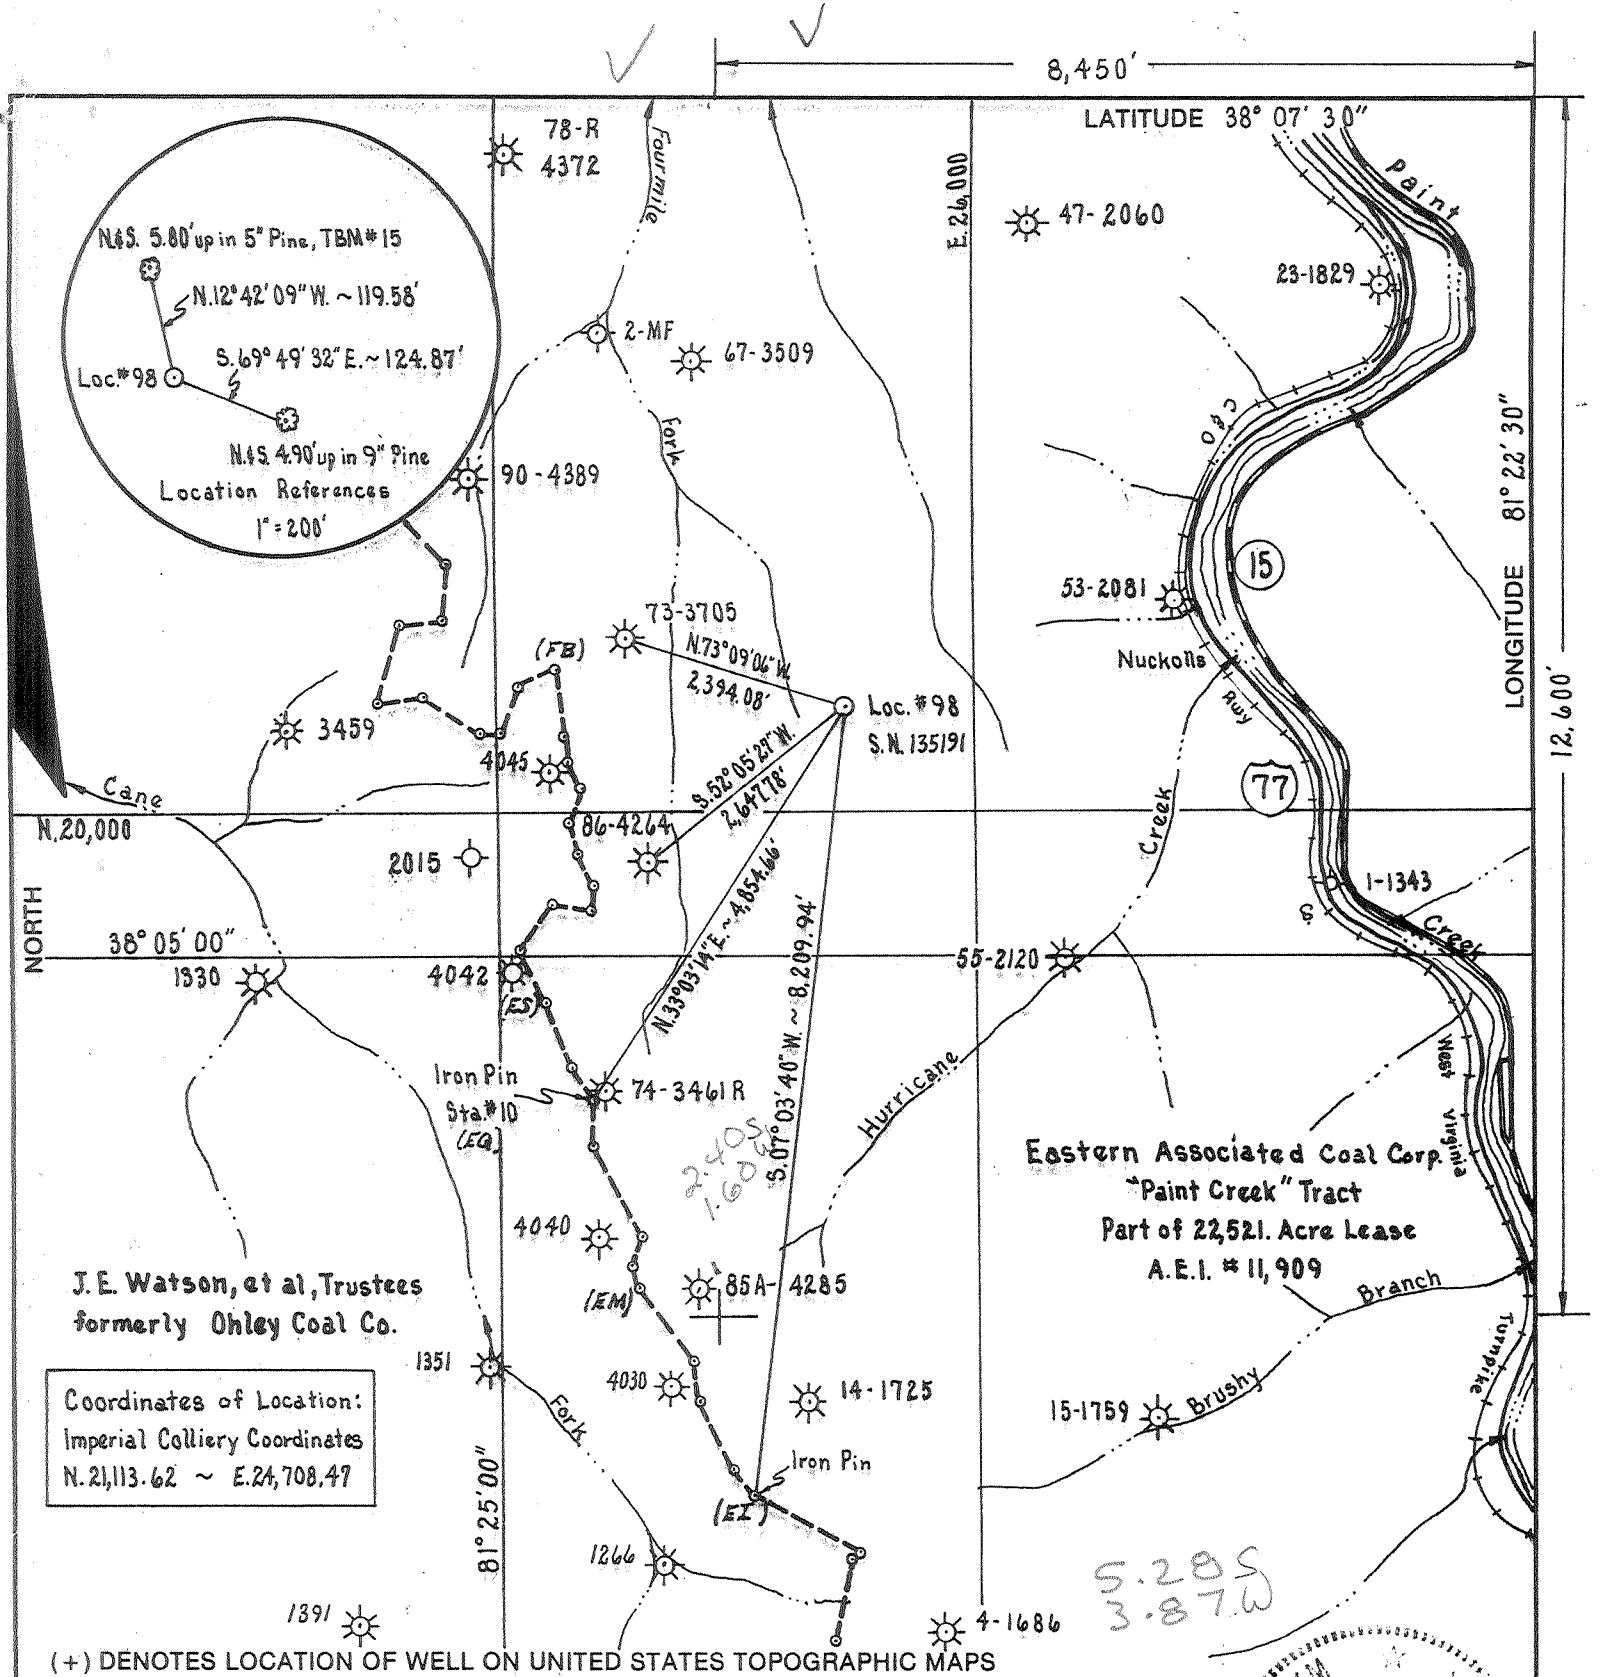 8,450'
LATITUDE 38° 07' 30"
78-R
4372
Fourmile
E.26,000
47-2060
Paint
23-1829
N.&S. 5.80' up in 5" Pine, TBM#15
N.12°42'09"W. ~119.58'
S.69°49'32"E.~124.87'
Loc.#98
N.&S. 4.90' up in 9" Pine
Location References
1"=200'
2-MF
67-3509
C&O
Fork
90-4389
LONGITUDE 81° 22' 30"
15
53-2081
73-3705
N.73°09'06"W.
2,394.08'
(FB)
Nuckolls
Rwy
Loc.#98
S.N. 135191
12,600'
3459
4045
S.52°05'27"W.
2,647.78'
77
Cane
N.20,000
86-4264
Creek
2015
1-1343
S.
Creek
NORTH
38° 05' 00"
N.33°03'14"E. ~ 4,854.66'
S.07°03'40"W. ~ 8,209.94'
1330
4042
(ES)
55-2120
Iron Pin
Sta.#10
(EQ)
74-3461R
Hurricane
West Virginia
2.40S
1.60W
Eastern Associated Coal Corp.
"Paint Creek" Tract
Part of 22,521. Acre Lease
A.E.I. # 11,909
4040
J.E. Watson, et al, Trustees
formerly Ohley Coal Co.
85A-4285
(EM)
Branch
Turnpike
1351
4030
14-1725
15-1759
Brushy
Coordinates of Location:
Imperial Colliery Coordinates
N.21,113.62 ~ E.24,708.47
Fork
81° 25' 00"
Iron Pin
(EI)
1266
5.28S
3.87W
1391
4-1686
(+) DENOTES LOCATION OF WELL ON UNITED STATES TOPOGRAPHIC MAPS